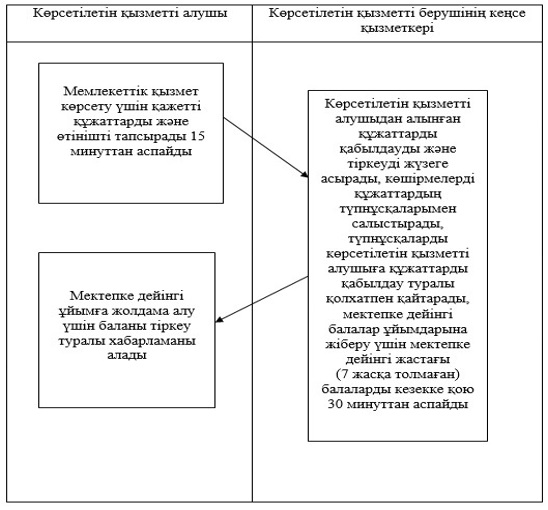 Көрсетілетін қызметті алушы
Көрсетілетін қызметті берушінің кеңсе
қызметкері
Мемлекеттік қызмет
көрсету үшін қажетті
құжаттарды және
өтінішті тапсырады 15
минуттан аспайды
Көрсетілетін қызметті
алушыдан алынған
құжаттарды
қабылдауды және
тіркеуді жүзеге
асырады, көшірмелерді
құжаттардың
түпнұсқаларымен
салыстырады,
түпнұсқаларды
көрсетілетін қызметті
алушыға құжаттарды
қабылдау туралы
қолхатпен қайтарады,
мектепке дейінгі
балалар ұйымдарына
жіберу үшін мектепке
дейінгі жастағы
(7 жасқа толмаған)
балаларды кезекке қою
30 минуттан аспайды
Мектепке дейінгі
ұйымға жолдама алу
үшін баланы тіркеу
туралы хабарламаны
алады